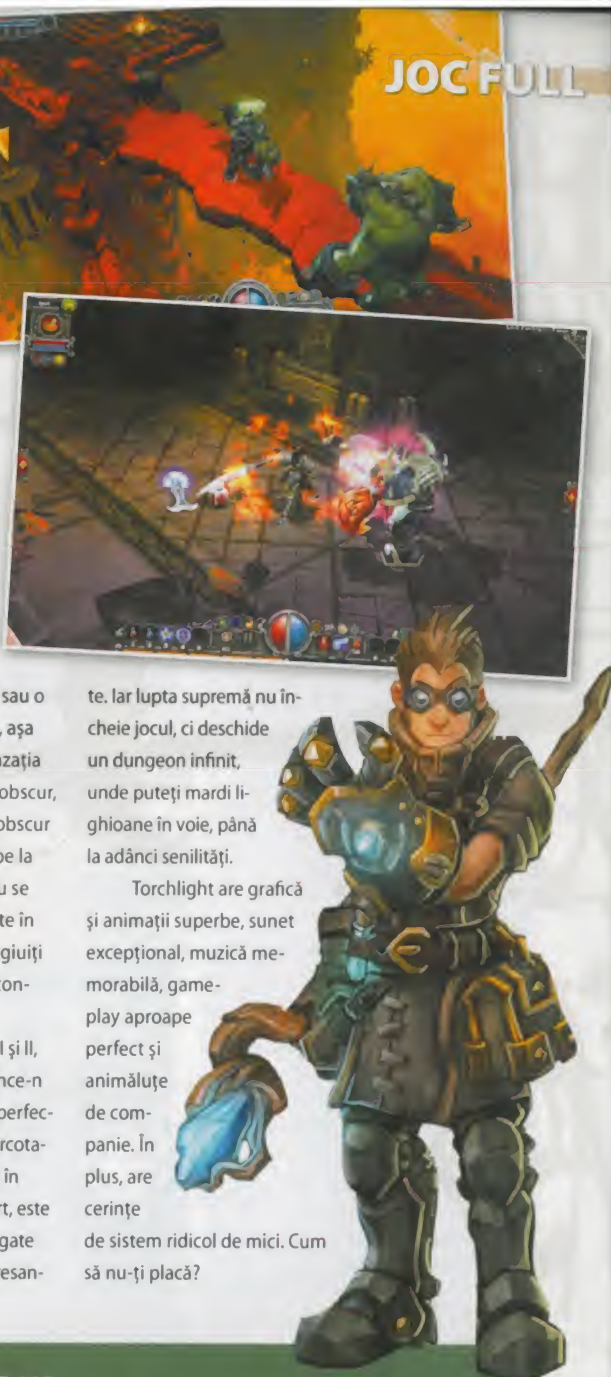 JOC FULL
sau o
, așa
zația
obscur,
obscur
pe la
u se
te în
giuiți
con-
l și II,
nce-n
perfec-
rcota-
în
rt, este
gate
resan-
te. Iar lupta supremă nu în-
cheie jocul, ci deschide
un dungeon infinit,
unde puteți mardi li-
ghioane în voie, până
la adânci senilități.
Torchlight are grafică
și animații superbe, sunet
excepțional, muzică me-
morabilă, game-
play aproape
perfect și
animăluțe
de com-
panie. În
plus, are
cerințe
de sistem ridicol de mici. Cum
să nu-ți placă?